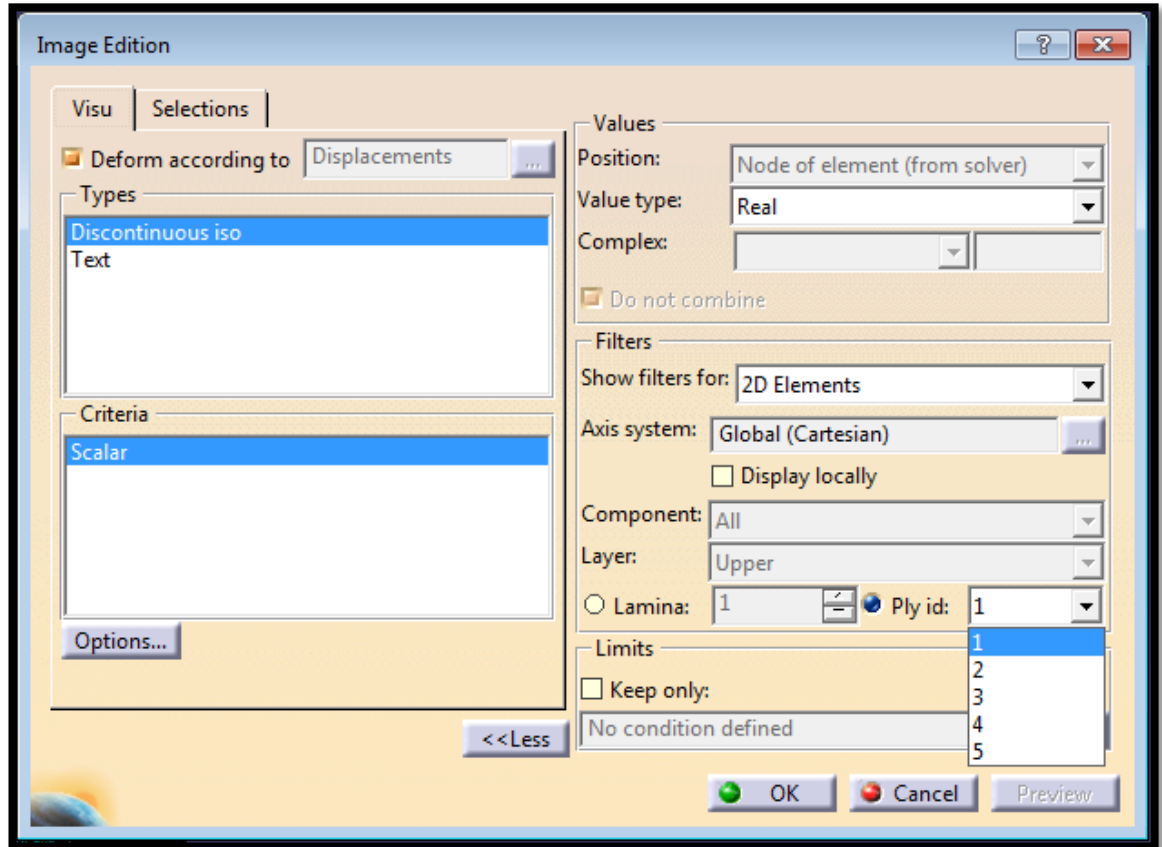 Image Edition
?
Visu
Selections
Deform according to
Displacements
...
Types
Discontinuous iso
Text
Criteria
Scalar
Options...
<<Less
Values
Position:
Node of element (from solver)
Value type:
Real
Complex:
Do not combine
Filters
Show filters for:
2D Elements
Axis system:
Global (Cartesian)
...
Display locally
Component:
All
Layer:
Upper
Lamina:
1
Ply id:
1
1
2
3
4
5
Limits
Keep only:
No condition defined
OK
Cancel
Preview